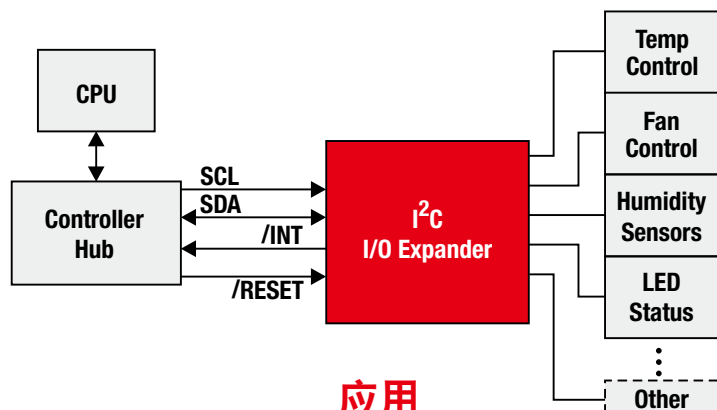 CPU
Controller
Hub
SCL
SDA
/INT
/RESET
I²C
I/O Expander
Temp
Control
Fan
Control
Humidity
Sensors
LED
Status
Other
应用